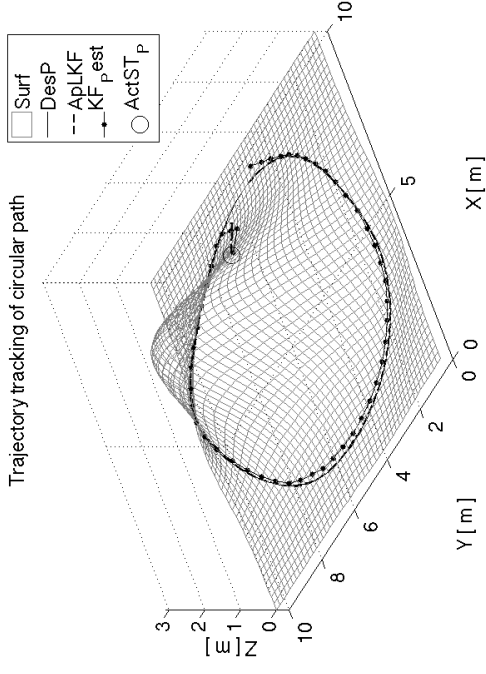 Trajectory tracking of circular path
Surf
DesP
ApLKF
KF_P est
ActST_P
3
2
1
0
Z [m]
10
8
6
4
2
0
Y [m]
0
5
10
X [m]